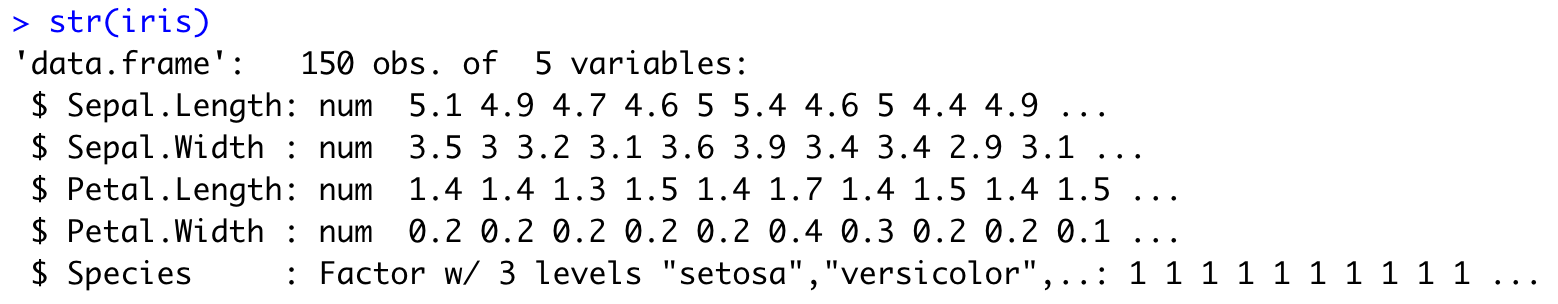 > str(iris)
'data.frame':   150 obs. of  5 variables:
 $ Sepal.Length: num  5.1 4.9 4.7 4.6 5 5.4 4.6 5 4.4 4.9 ...
 $ Sepal.Width : num  3.5 3 3.2 3.1 3.6 3.9 3.4 3.4 2.9 3.1 ...
 $ Petal.Length: num  1.4 1.4 1.3 1.5 1.4 1.7 1.4 1.5 1.4 1.5 ...
 $ Petal.Width : num  0.2 0.2 0.2 0.2 0.2 0.4 0.3 0.2 0.2 0.1 ...
 $ Species     : Factor w/ 3 levels "setosa","versicolor",..: 1 1 1 1 1 1 1 1 1 1 ...